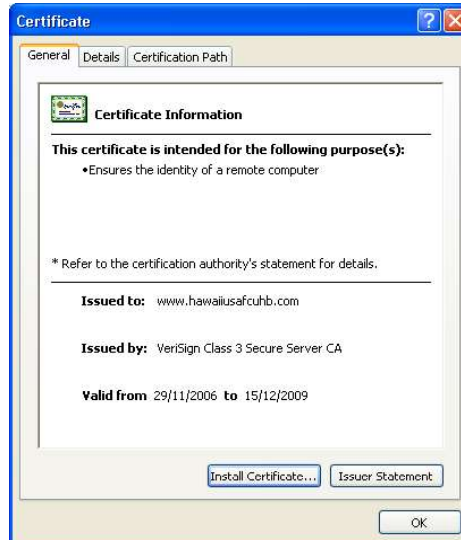 Certificate
General Details Certification Path
Certificate Information
This certificate is intended for the following purpose(s):
•Ensures the identity of a remote computer
* Refer to the certification authority's statement for details.
Issued to: www.hawaiiusafcuhb.com
Issued by: VeriSign Class 3 Secure Server CA
Valid from 29/11/2006 to 15/12/2009
Install Certificate... Issuer Statement
OK